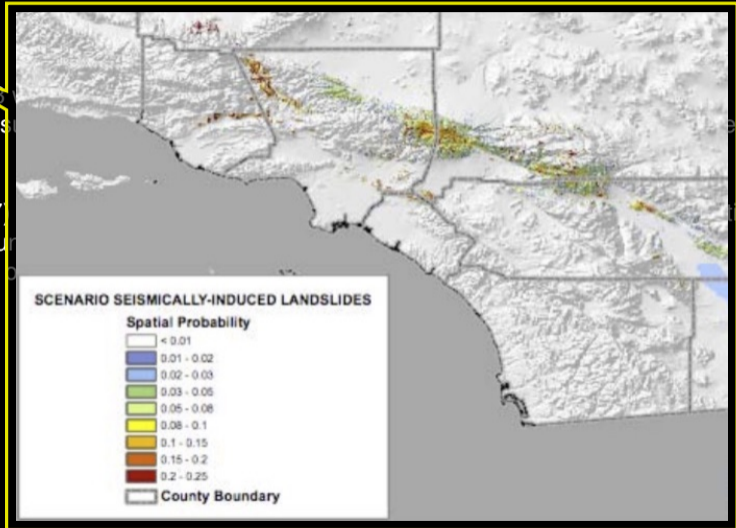 SCENARIO SEISMICALLY-INDUCED LANDSLIDES
Spatial Probability
< 0.01
0.01 - 0.02
0.02 - 0.03
0.03 - 0.05
0.05 - 0.08
0.08 - 0.1
0.1 - 0.15
0.15 - 0.2
0.2 - 0.25
County Boundary